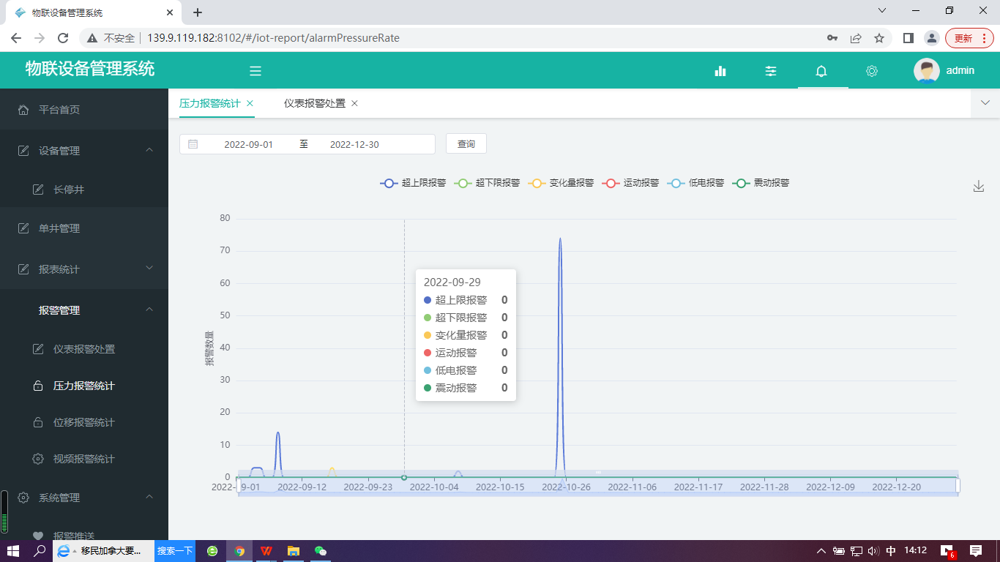 物联设备管理系统
不安全
139.9.119.182:8102/#/iot-report/alarmPressureRate
更新
物联设备管理系统
admin
平台首页
设备管理
长停井
单井管理
报表统计
报警管理
仪表报警处置
压力报警统计
位移报警统计
视频报警统计
系统管理
报警推送
压力报警统计
仪表报警处置
2022-09-01 至 2022-12-30
查询
超上限报警 超下限报警 变化量报警 运动报警 低电报警 震动报警
报警数量
80
70
60
50
40
30
20
10
0
2022-09-29
超上限报警 0
超下限报警 0
变化量报警 0
运动报警 0
低电报警 0
震动报警 0
2022-09-01 2022-09-12 2022-09-23 2022-10-04 2022-10-15 2022-10-26 2022-11-06 2022-11-17 2022-11-28 2022-12-09 2022-12-20
移民加拿大要...
搜索一下
中
14:12
6